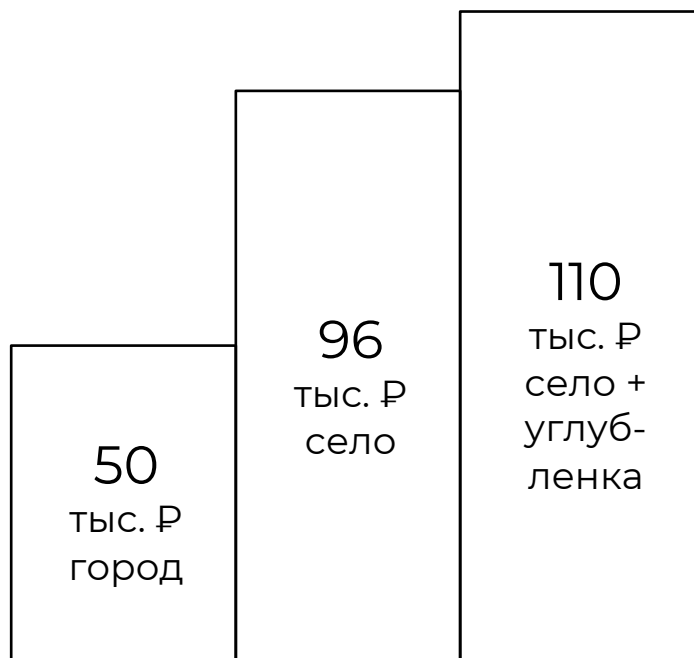 50
тыс. ₽
город
96
тыс. ₽
село
110
тыс. ₽
село +
углуб-
ленка